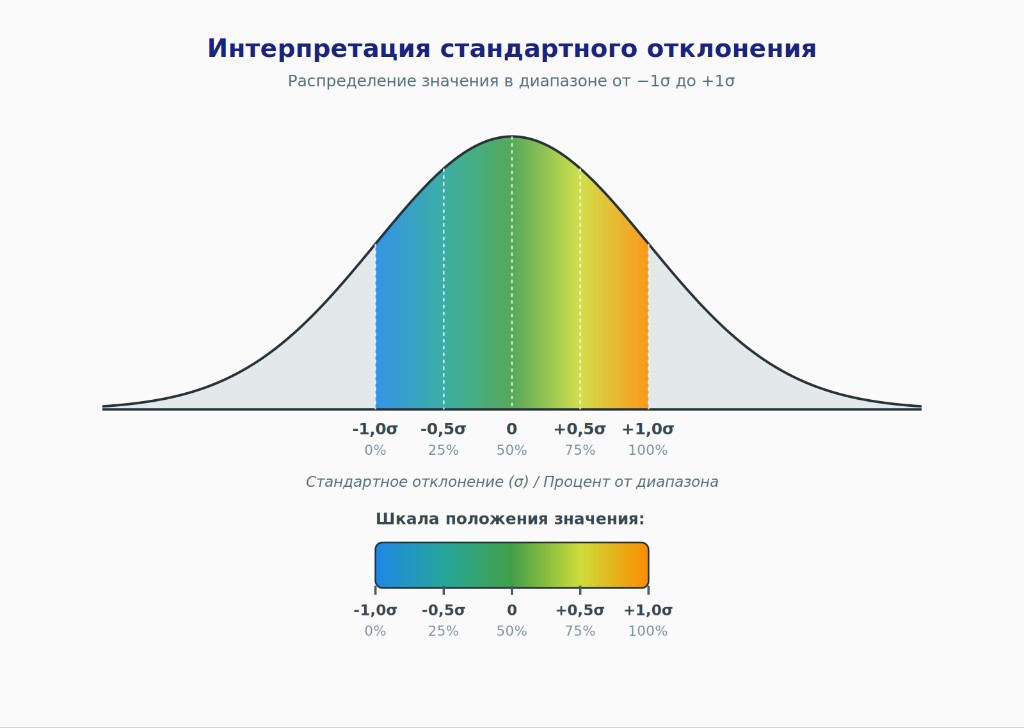 Интерпретация стандартного отклонения
Распределение значения в диапазоне от −1σ до +1σ
-1,0σ -0,5σ 0 +0,5σ +1,0σ
0% 25% 50% 75% 100%
Стандартное отклонение (σ) / Процент от диапазона
Шкала положения значения:
-1,0σ -0,5σ 0 +0,5σ +1,0σ
0% 25% 50% 75% 100%